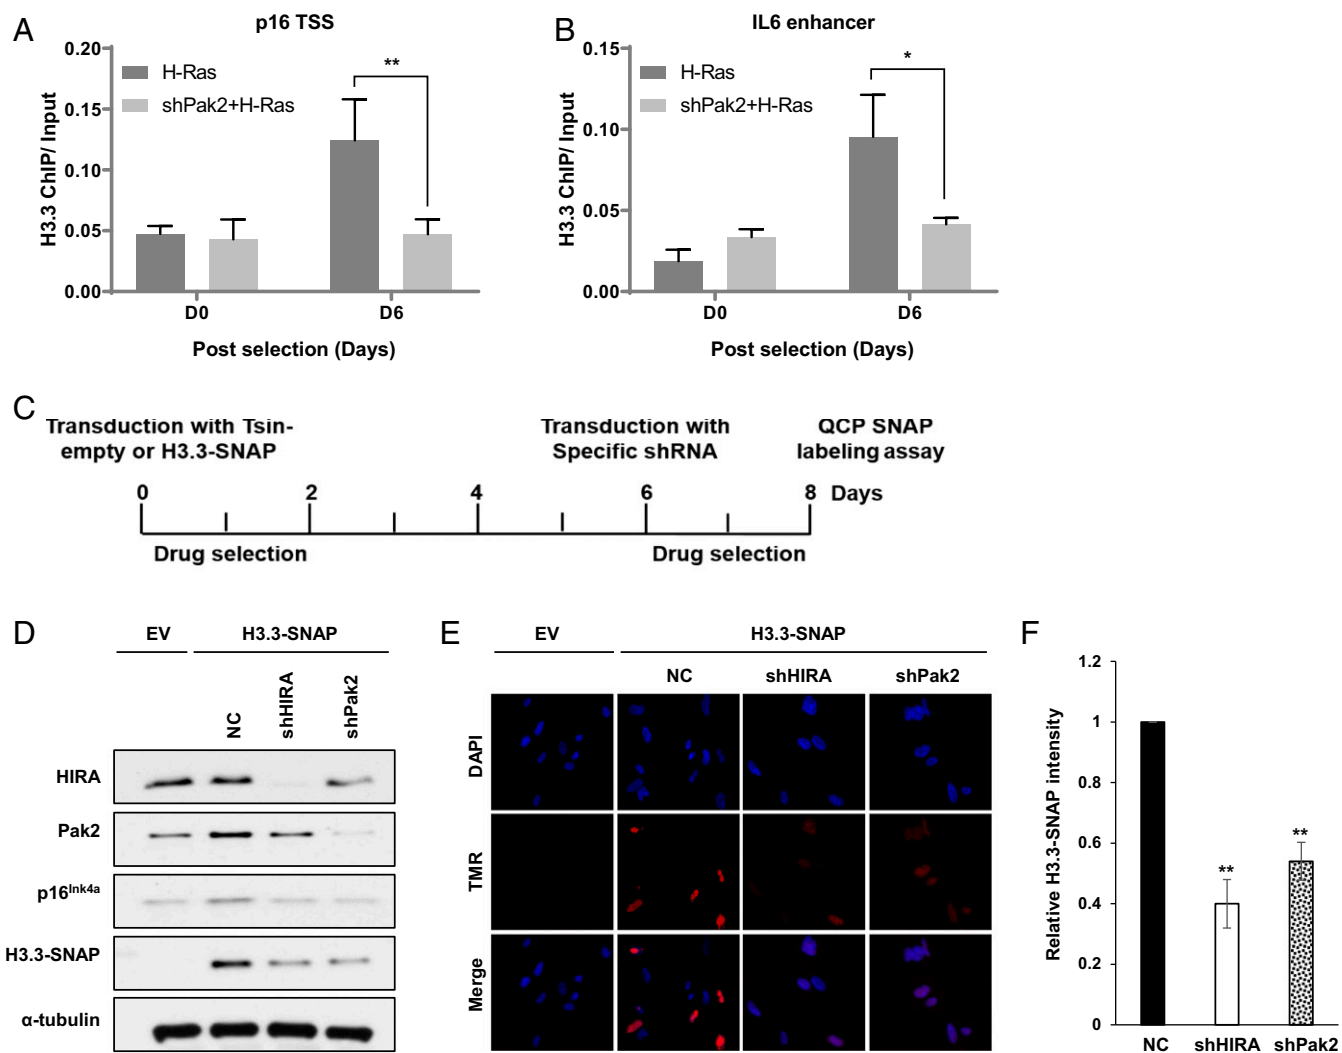 A
p16 TSS
H3.3 ChIP/ Input
0.20
0.15
0.10
0.05
0.00
H-Ras
shPak2+H-Ras
**
D0 D6
Post selection (Days)
B
IL6 enhancer
H3.3 ChIP/ Input
0.15
0.10
0.05
0.00
H-Ras
shPak2+H-Ras
*
D0 D6
Post selection (Days)
C
Transduction with Tsin-
empty or H3.3-SNAP
Transduction with
Specific shRNA
QCP SNAP
labeling assay
0 2 4 6 8 Days
Drug selection Drug selection
D
EV H3.3-SNAP
NC shHIRA shPak2
HIRA
Pak2
p16Ink4a
H3.3-SNAP
α-tubulin
E
EV H3.3-SNAP
NC shHIRA shPak2
DAPI
TMR
Merge
F
Relative H3.3-SNAP intensity
1.2
1
0.8
0.6
0.4
0.2
0
**
**
NC shHIRA shPak2